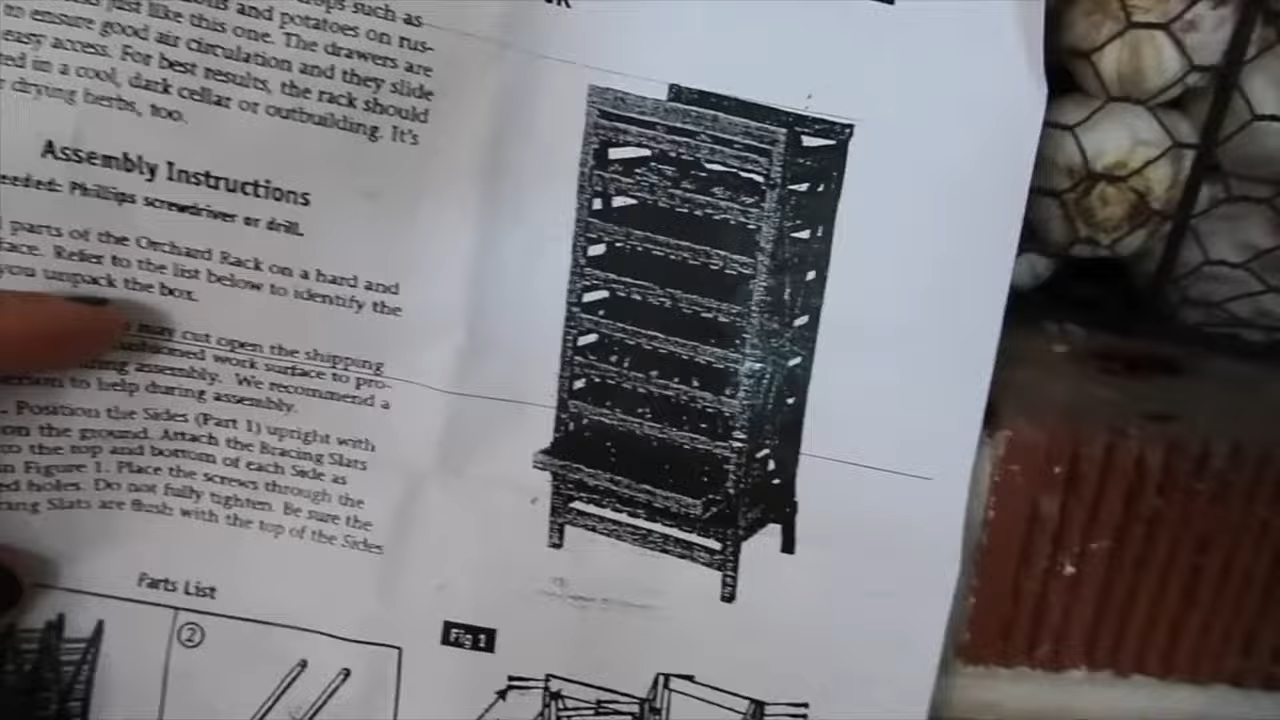 such as
and potatoes on rus-
just like this one. The drawers are
to ensure good air circulation and they slide
easy access. For best results, the rack should
in a cool, dark cellar or outbuilding. It's
drying herbs, too.
Assembly Instructions
Phillips screwdriver or drill.
parts of the Orchard Rack on a hard and
Refer to the list below to identify the
you unpack the box.
may cut open the shipping
work surface to pro-
assembly. We recommend a
to help during assembly.
Position the Sides (Part 1) upright with
on the ground. Attach the Bracing Slats
to the top and bottom of each Side as
in Figure 1. Place the screws through the
holes. Do not fully tighten. Be sure the
Slats are flush with the top of the Sides
Parts List
2
Fig 1